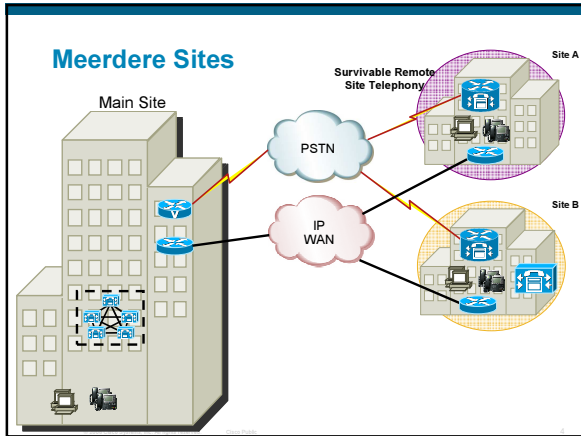 Meerdere Sites
Site A
Survivable Remote
Site Telephony
Main Site
PSTN
V
IP
WAN
Site B
Cisco Public
4